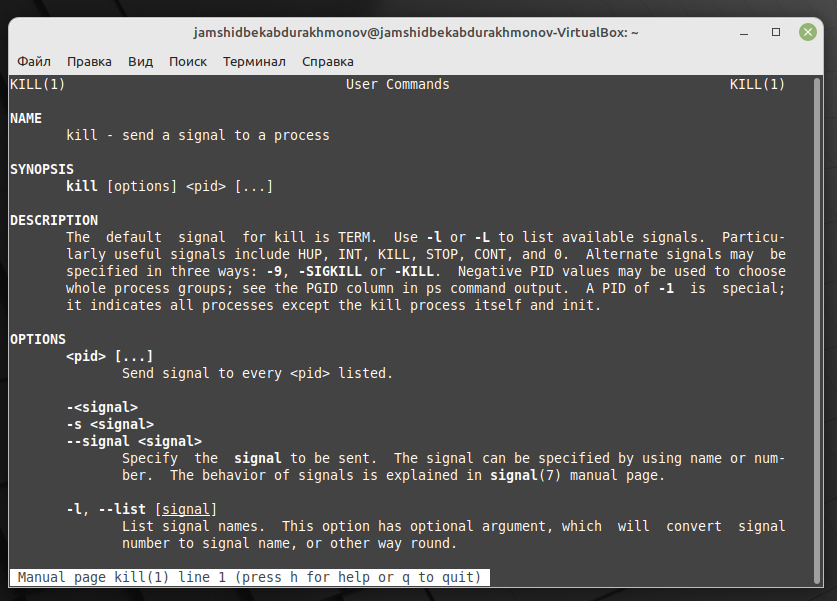 jamshidbekabdurakhmonov@jamshidbekabdurakhmonov-VirtualBox: ~
Файл Правка Вид Поиск Терминал Справка
KILL(1) User Commands KILL(1)
NAME
kill - send a signal to a process
SYNOPSIS
kill [options] <pid> [...]
DESCRIPTION
The default signal for kill is TERM. Use -l or -L to list available signals. Particu-
larly useful signals include HUP, INT, KILL, STOP, CONT, and 0. Alternate signals may be
specified in three ways: -9, -SIGKILL or -KILL. Negative PID values may be used to choose
whole process groups; see the PGID column in ps command output. A PID of -1 is special;
it indicates all processes except the kill process itself and init.
OPTIONS
<pid> [...]
Send signal to every <pid> listed.
-<signal>
-s <signal>
--signal <signal>
Specify the signal to be sent. The signal can be specified by using name or num-
ber. The behavior of signals is explained in signal(7) manual page.
-l, --list [signal]
List signal names. This option has optional argument, which will convert signal
number to signal name, or other way round.
Manual page kill(1) line 1 (press h for help or q to quit)